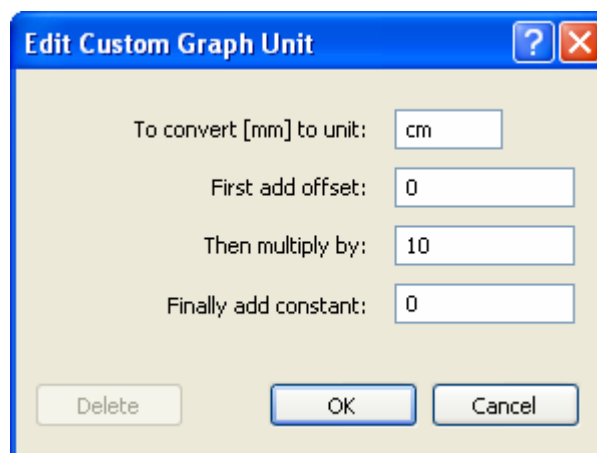 Edit Custom Graph Unit
To convert [mm] to unit: cm
First add offset: 0
Then multiply by: 10
Finally add constant: 0
Delete OK Cancel